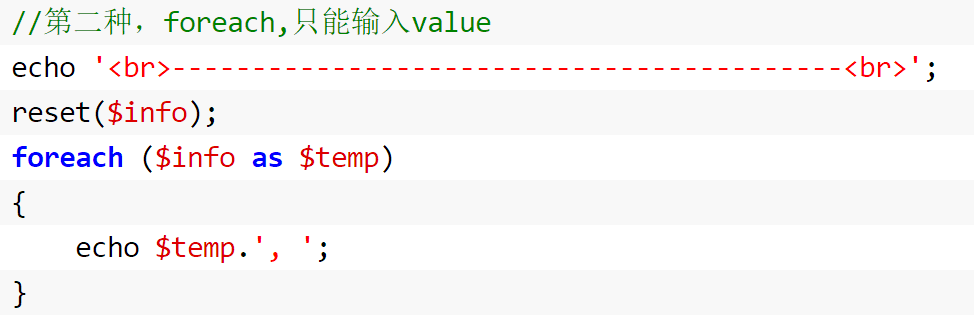 //第二种，foreach,只能输入value
echo '<br>------------------------------------------<br>';
reset($info);
foreach ($info as $temp)
{
    echo $temp.', ';
}